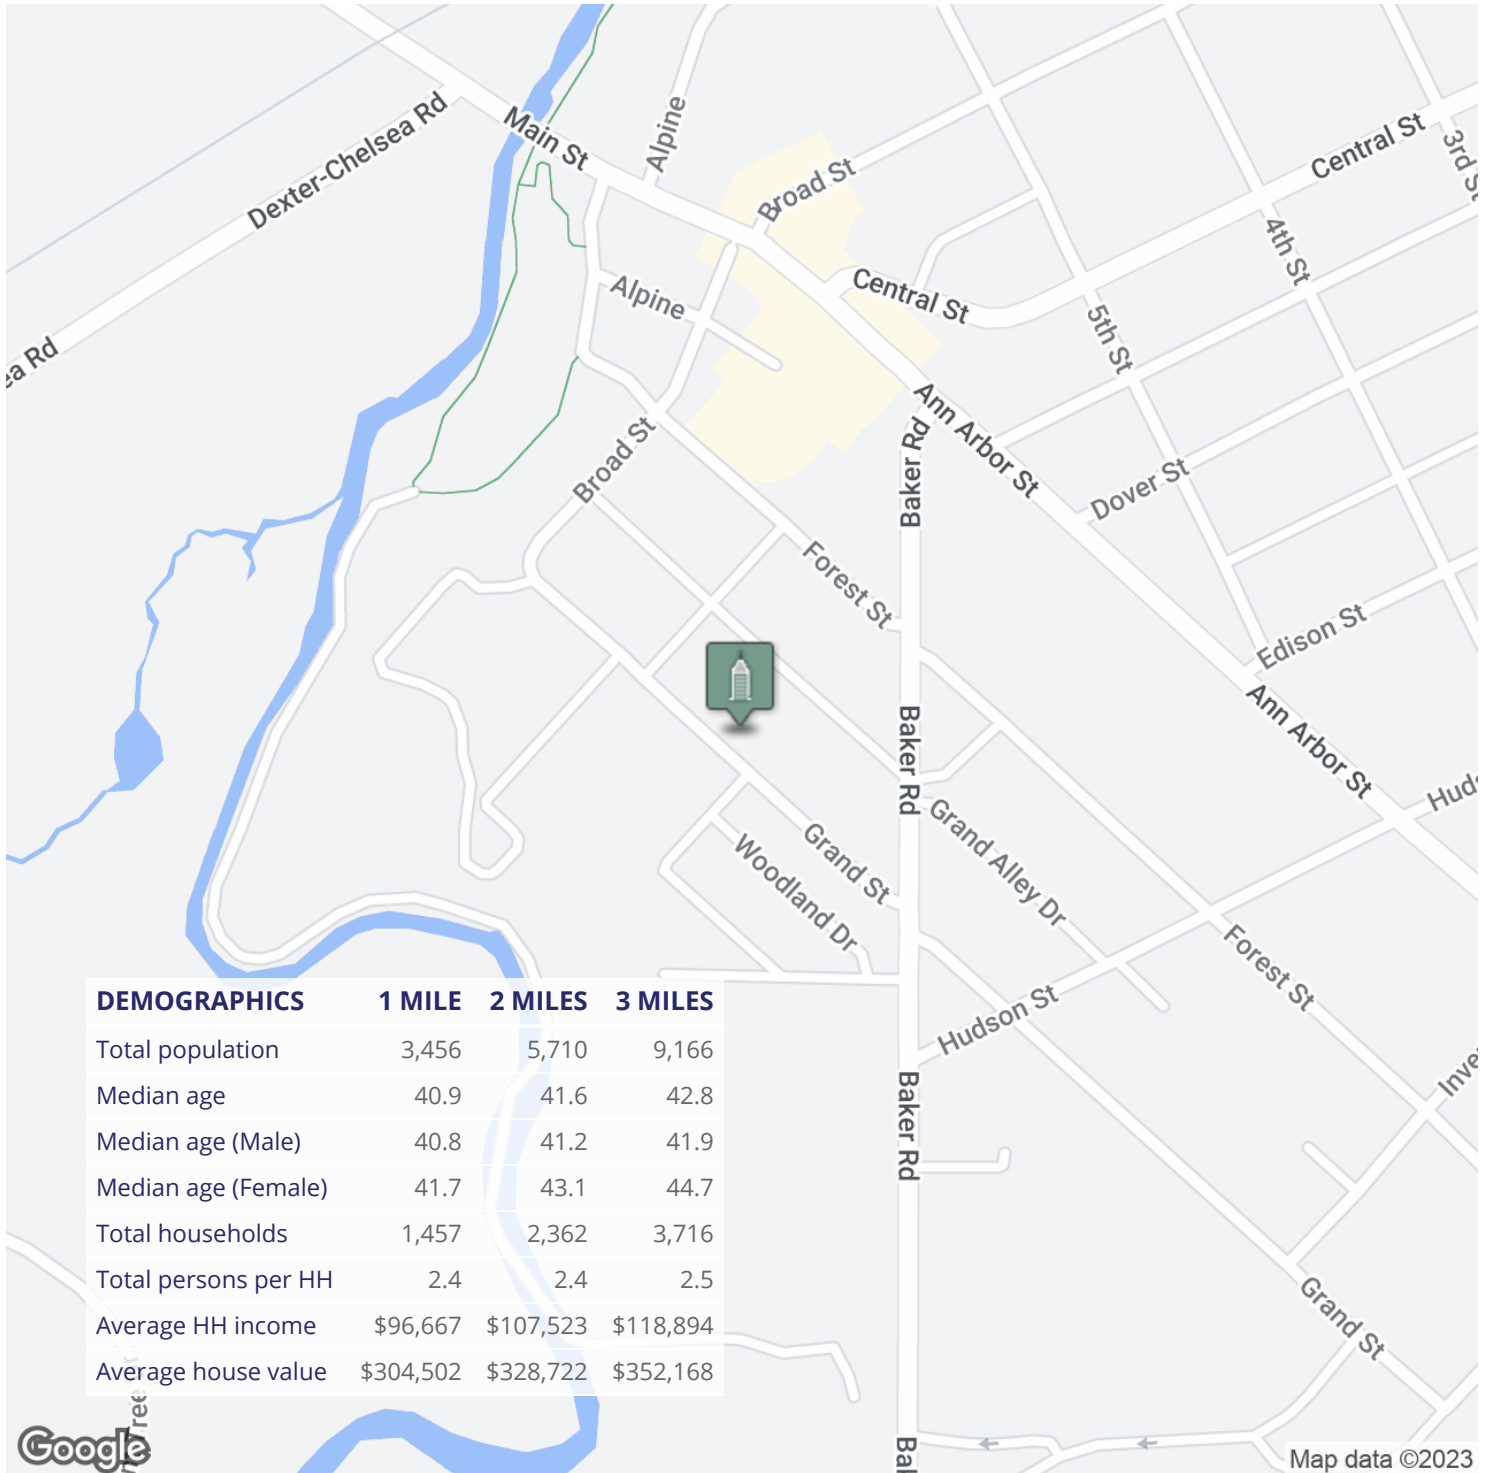 Main St
Alpine
Dexter-Chelsea Rd
Broad St
Central St
3rd St
4th St
Alpine
Central St
5th St
ea Rd
Ann Arbor St
Baker Rd
Broad St
Dover St
Forest St
Edison St
Baker Rd
Ann Arbor St
Hud
Grand St
Grand Alley Dr
Woodland Dr
Forest St
Hudson St
Inve
Baker Rd
Grand St
DEMOGRAPHICS 1 MILE 2 MILES 3 MILES
Total population 3,456 5,710 9,166
Median age 40.9 41.6 42.8
Median age (Male) 40.8 41.2 41.9
Median age (Female) 41.7 43.1 44.7
Total households 1,457 2,362 3,716
Total persons per HH 2.4 2.4 2.5
Average HH income $96,667 $107,523 $118,894
Average house value $304,502 $328,722 $352,168
Google
Bal
Map data ©2023